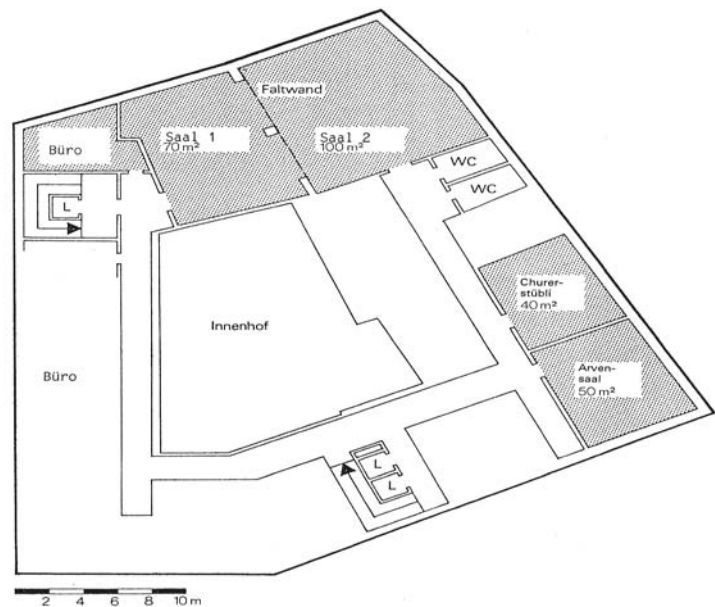 Faltwand
Büro
Saal 1
70 m²
Saal 2
100 m²
WC
WC
L
Churer-
stübli
40 m²
Innenhof
Büro
Arven-
saal
50 m²
L
L
2 4 6 8 10 m